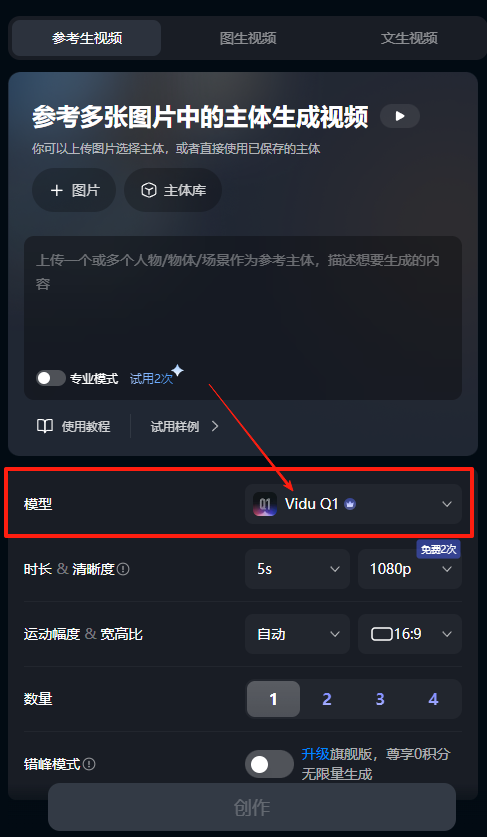 参考生视频 图生视频 文生视频
参考多张图片中的主体生成视频
你可以上传图片选择主体，或者直接使用已保存的主体
图片 主体库
上传一个或多个人物/物体/场景作为参考主体，描述想要生成的内
容
专业模式 试用2次
使用教程 试用样例
模型 Q1 Vidu Q1
免费2次
时长 & 清晰度 5s 1080p
运动幅度 & 宽高比 自动 16:9
数量 1 2 3 4
错峰模式 升级旗舰版，尊享0积分
无限量生成
创作